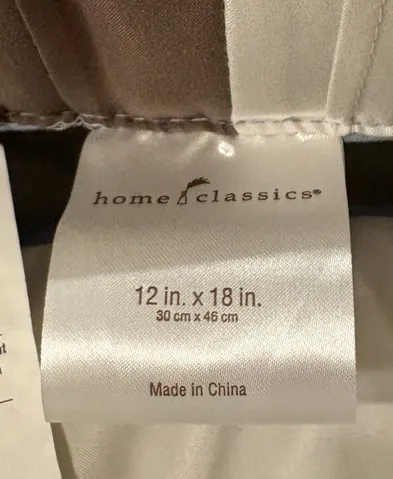 home classics®
12 in. x 18 in.
30 cm x 46 cm
Made in China